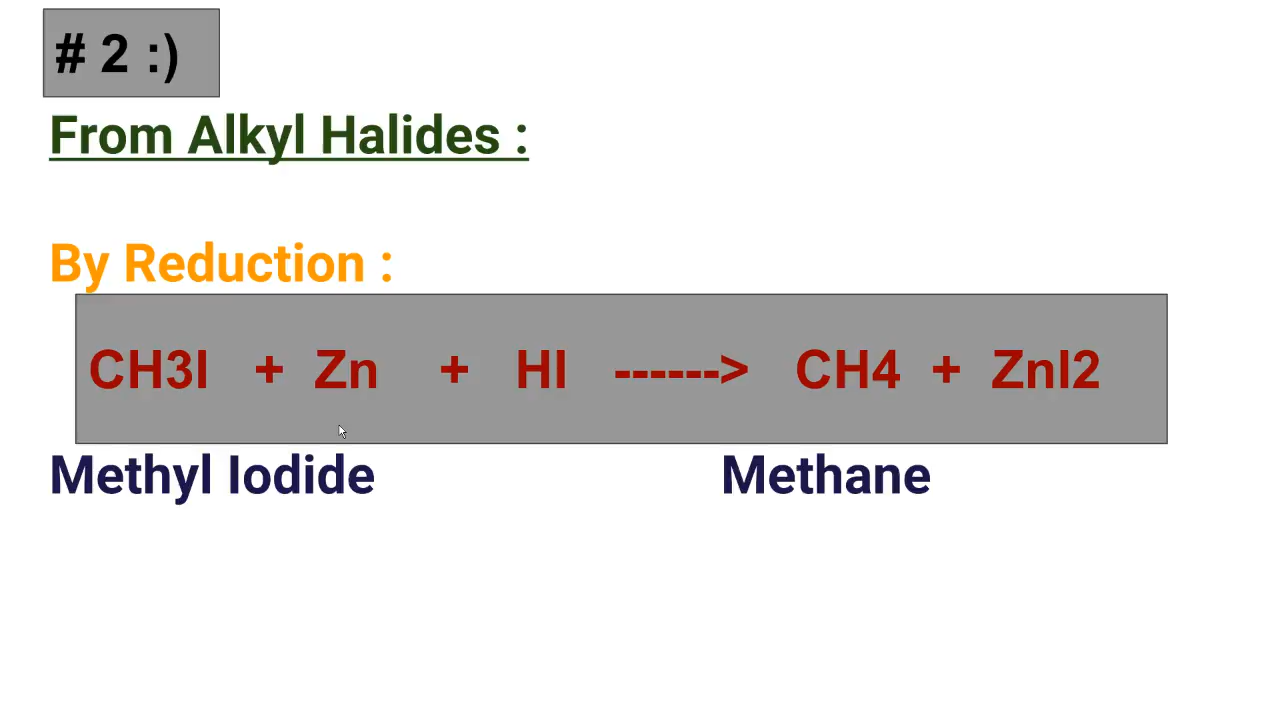 # 2 :)
From Alkyl Halides :
By Reduction :
CH3I + Zn + HI ------> CH4 + ZnI2
Methyl Iodide Methane